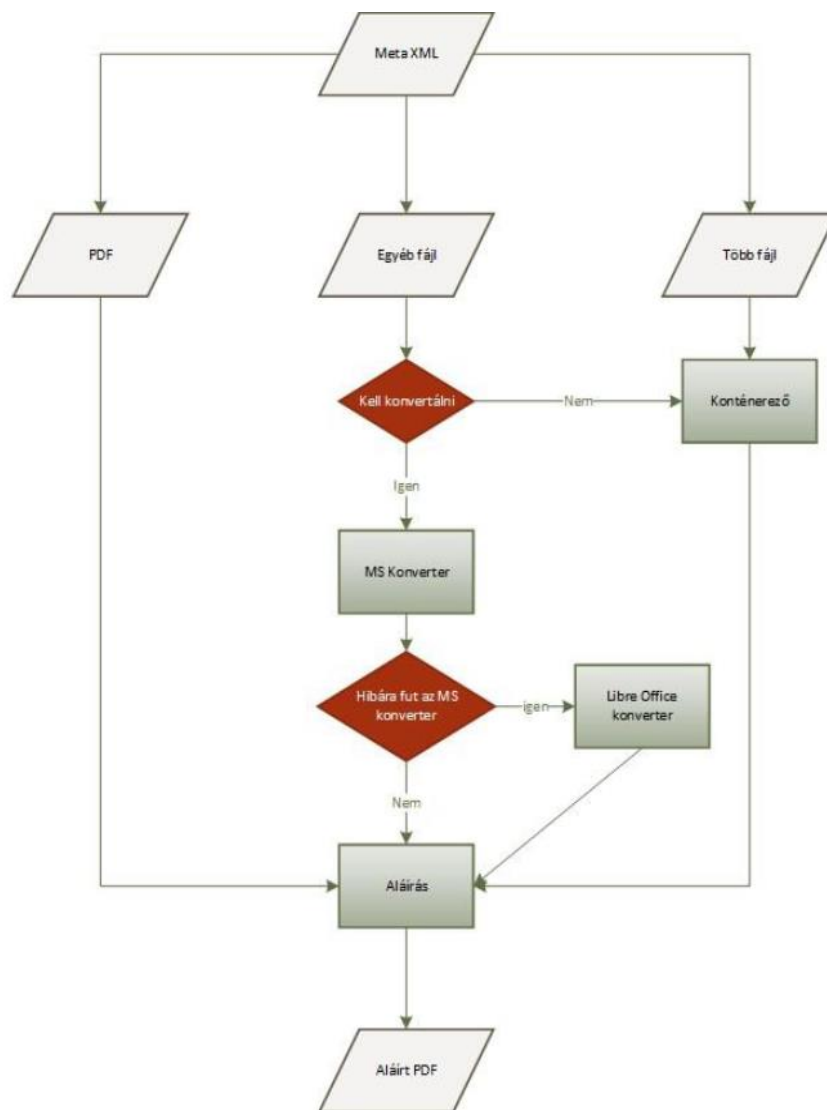 Meta XML
PDF
Egyéb fájl
Több fájl
Kell konvertálni
Nem
Konténerező
Igen
MS Konverter
Hibára fut az MS
konverter
igen
Libre Office
konverter
Nem
Aláírás
Aláírt PDF